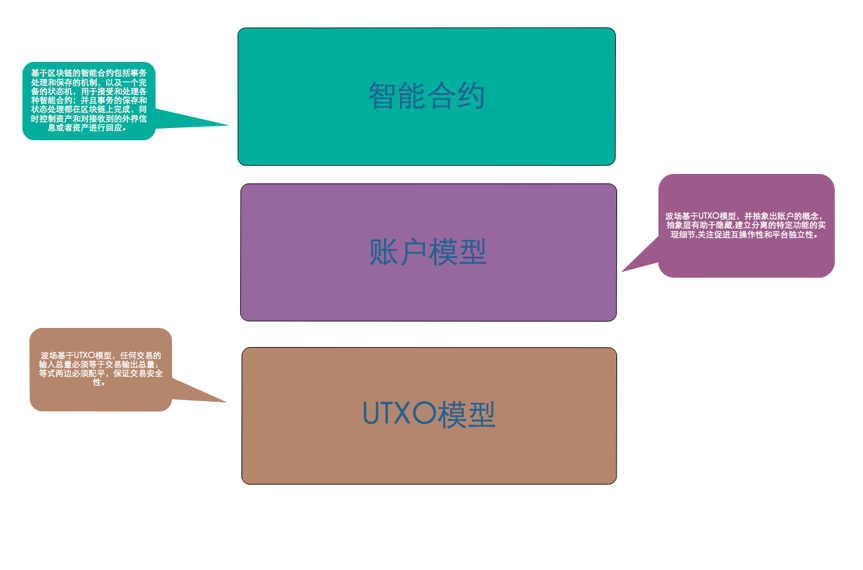 智能合约
基于区块链的智能合约包括事务
处理和保存的机制，以及一个完
备的状态机，用于接受和处理各
种智能合约；并且事务的保存和
状态处理都在区块链上完成，同
时控制资产和对接收到的外界信
息或者资产进行回应。
账户模型
波场基于UTXO模型，并抽象出账户的概念，
抽象层有助于隐藏,建立分离的特定功能的实
现细节,关注促进互操作性和平台独立性。
UTXO模型
波场基于UTXO模型，任何交易的
输入总量必须等于交易输出总量，
等式两边必须配平，保证交易安全
性。